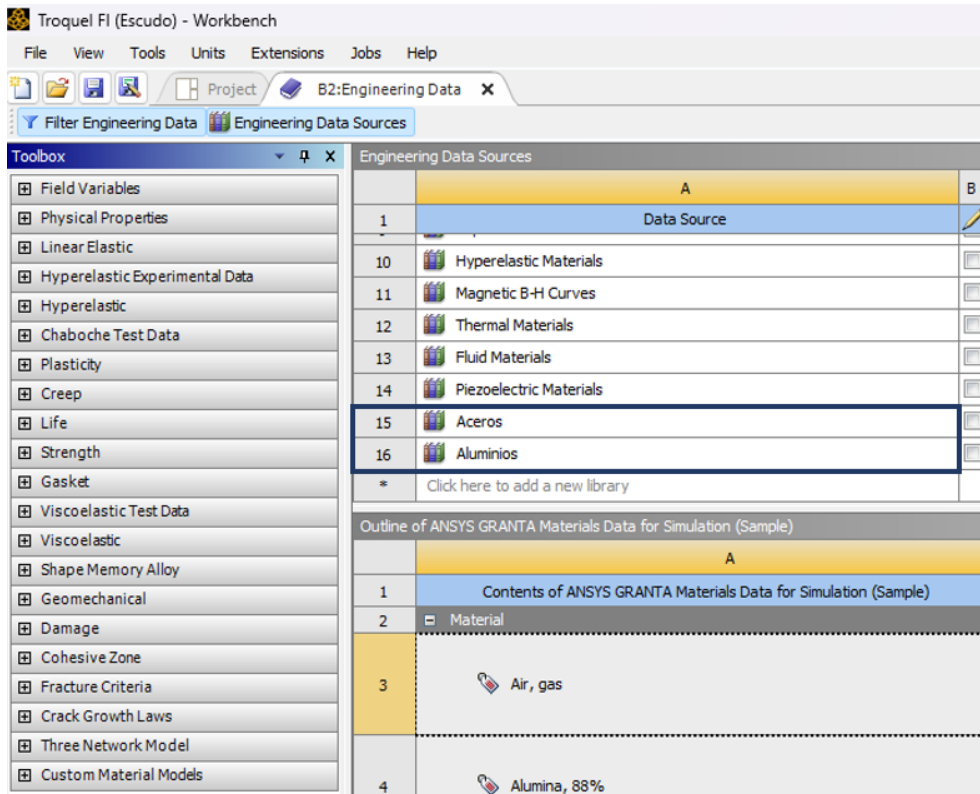 Troquel FI (Escudo) - Workbench
File View Tools Units Extensions Jobs Help
Project B2:Engineering Data X
Filter Engineering Data Engineering Data Sources
Toolbox
Field Variables
Physical Properties
Linear Elastic
Hyperelastic Experimental Data
Hyperelastic
Chaboche Test Data
Plasticity
Creep
Life
Strength
Gasket
Viscoelastic Test Data
Viscoelastic
Shape Memory Alloy
Geomechanical
Damage
Cohesive Zone
Fracture Criteria
Crack Growth Laws
Three Network Model
Custom Material Models
Engineering Data Sources
A B
1 Data Source
10 Hyperelastic Materials
11 Magnetic B-H Curves
12 Thermal Materials
13 Fluid Materials
14 Piezoelectric Materials
15 Aceros
16 Aluminios
* Click here to add a new library
Outline of ANSYS GRANTA Materials Data for Simulation (Sample)
A
1 Contents of ANSYS GRANTA Materials Data for Simulation (Sample)
2 Material
3 Air, gas
4 Alumina, 88%